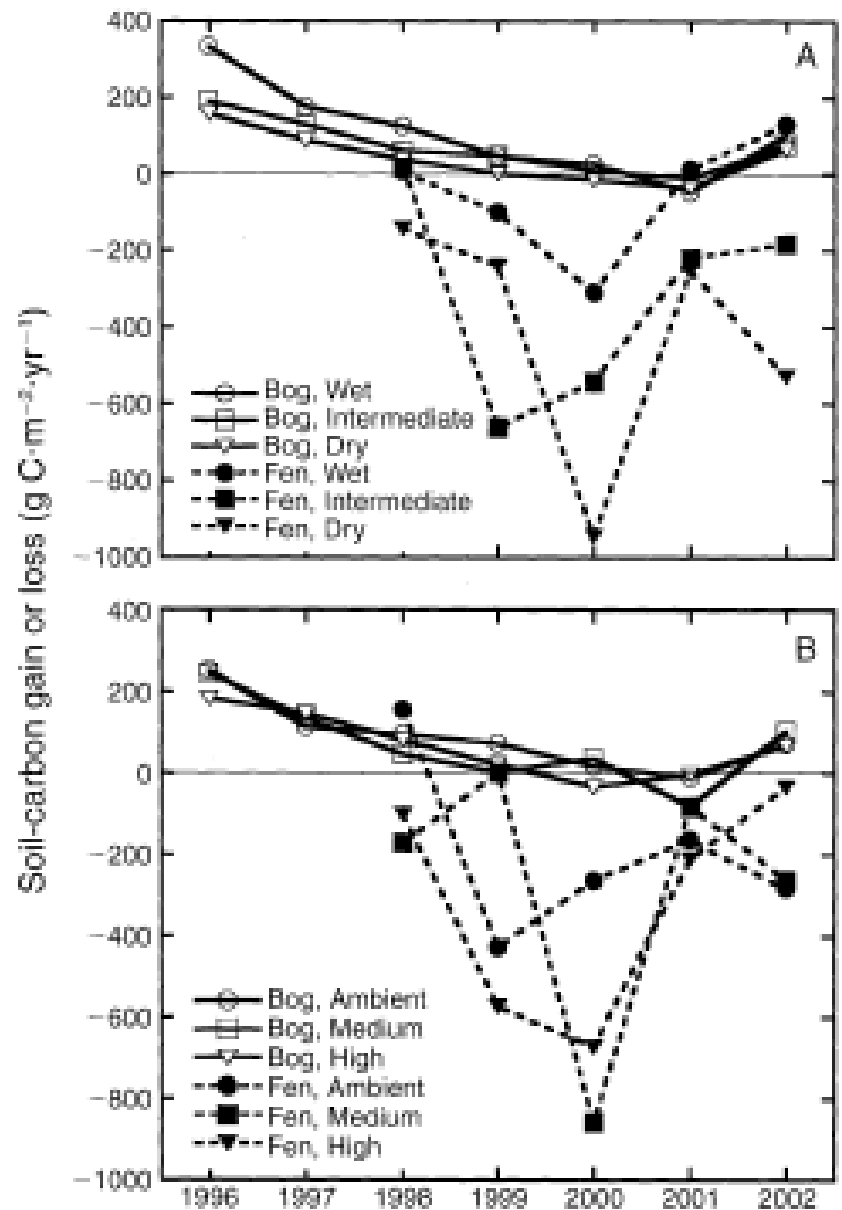 Soil-carbon gain or loss (g C·m−2·yr−1)
400
200
0
−200
−400
−600
−800
−1000
A
Bog, Wet
Bog, Intermediate
Bog, Dry
Fen, Wet
Fen, Intermediate
Fen, Dry
400
200
0
−200
−400
−600
−800
−1000
B
Bog, Ambient
Bog, Medium
Bog, High
Fen, Ambient
Fen, Medium
Fen, High
1996 1997 1998 1999 2000 2001 2002